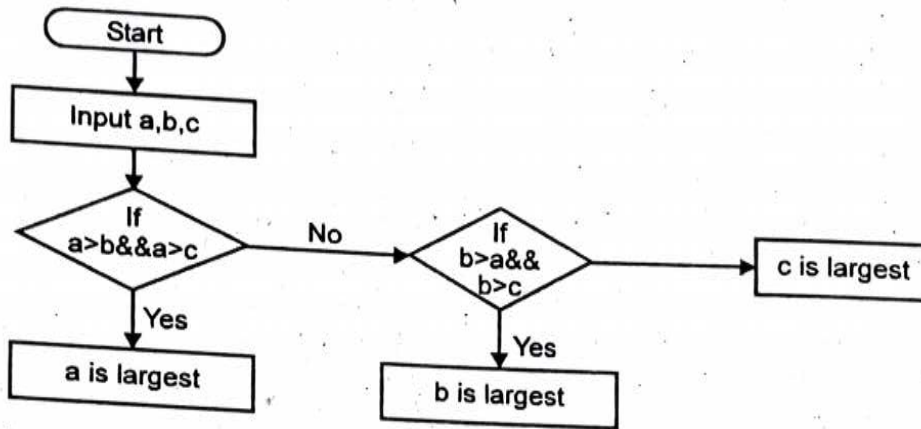 Start
Input a,b,c
If
a>b&&a>c
No
If
b>a&&
b>c
c is largest
Yes
a is largest
Yes
b is largest